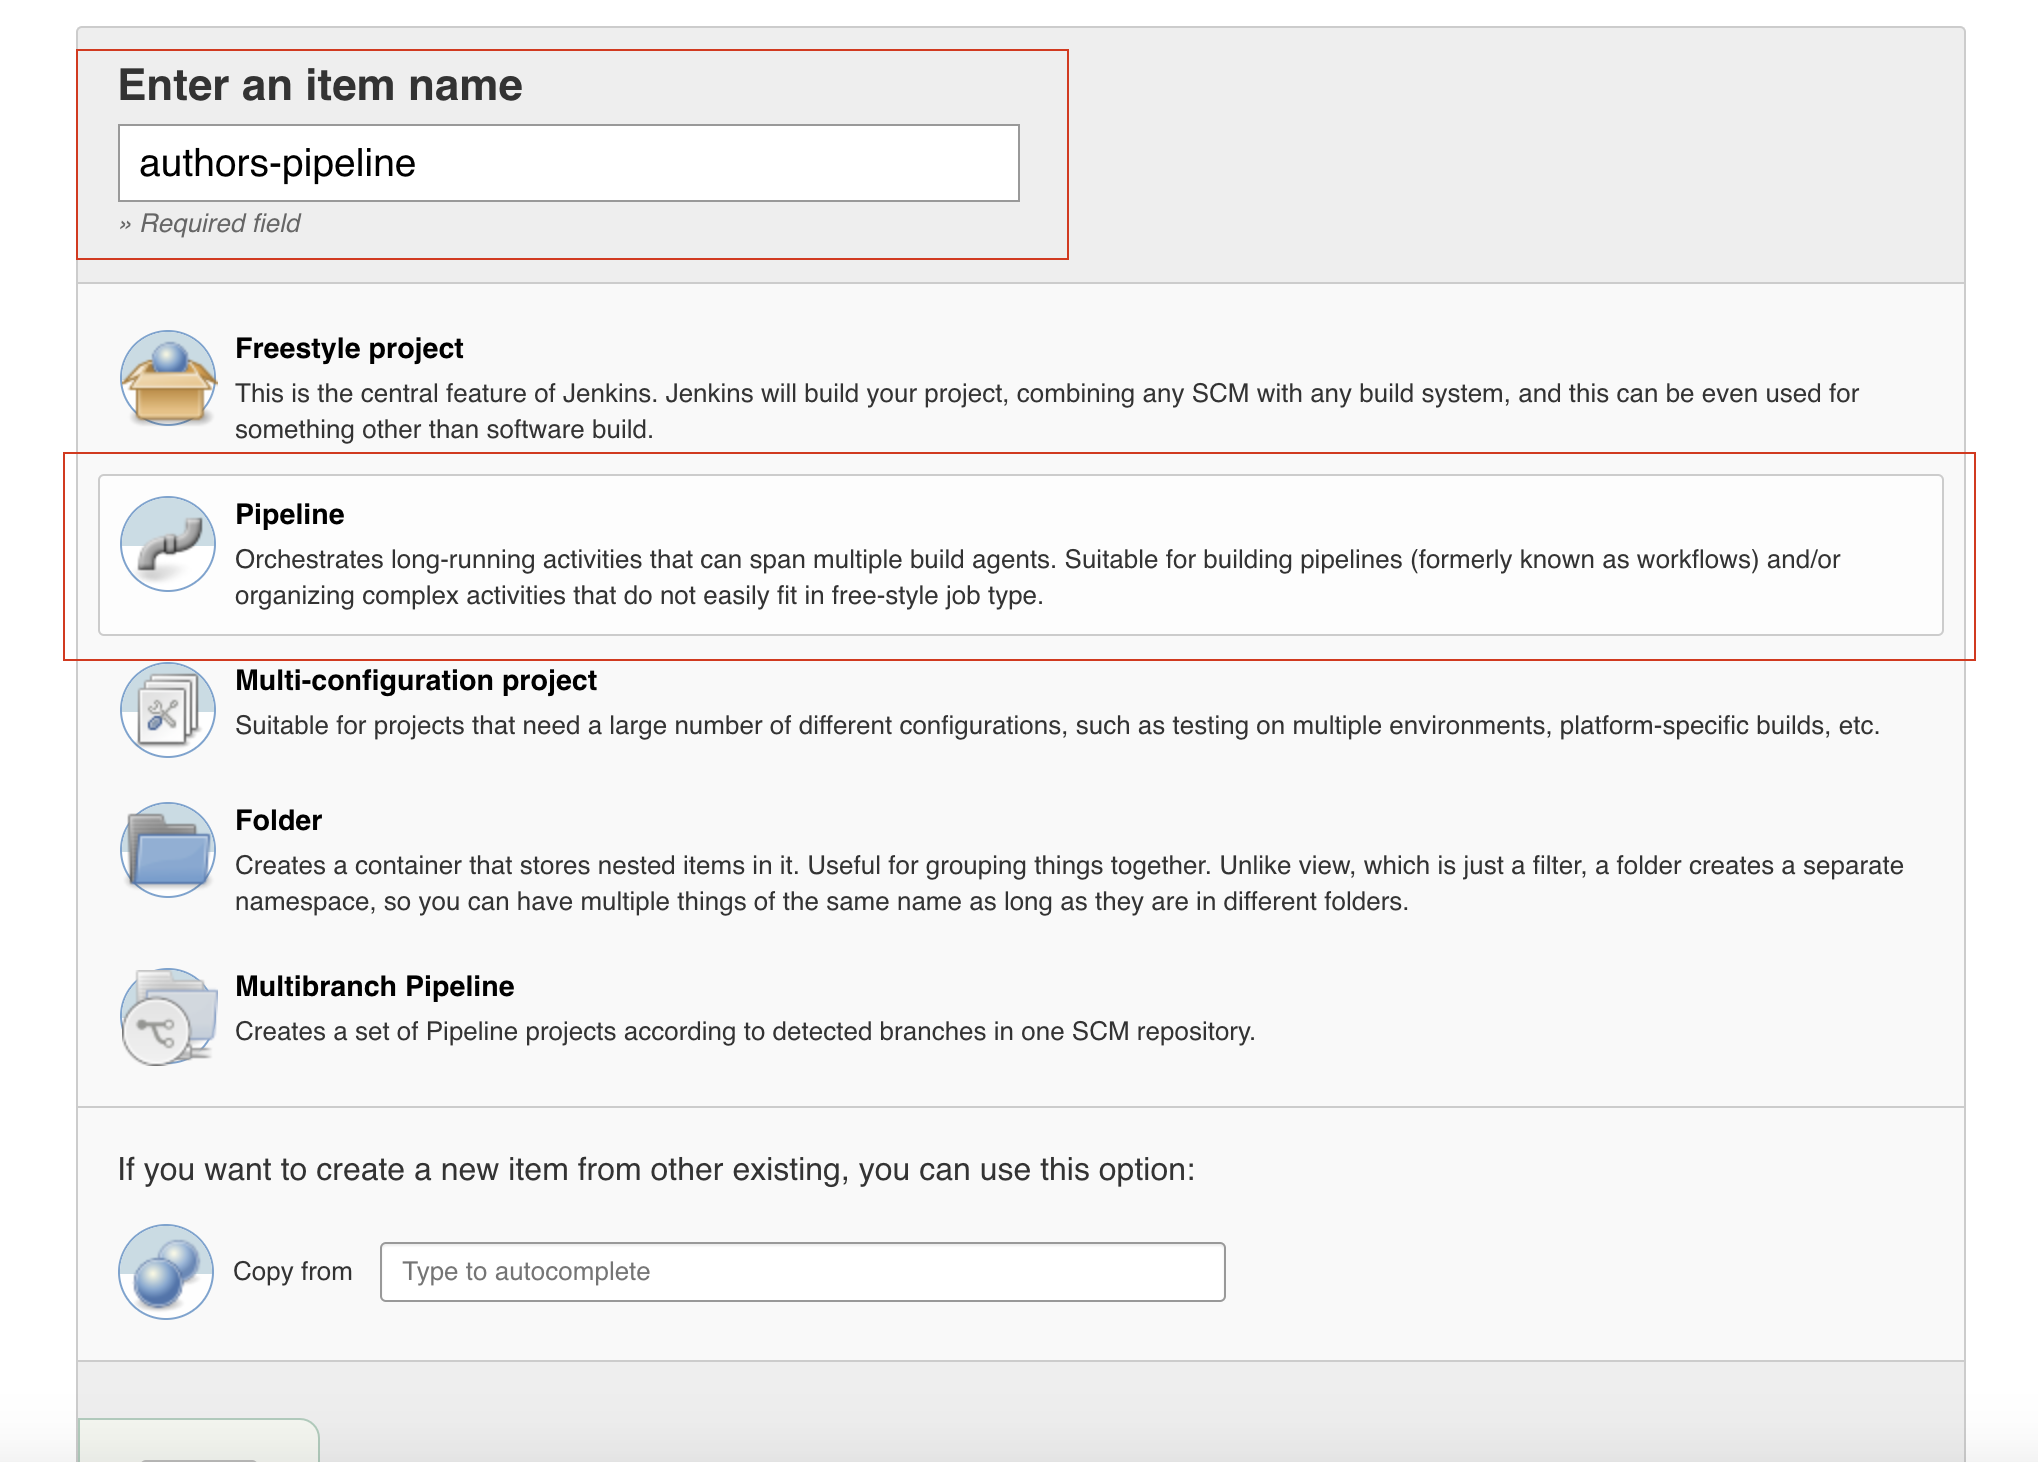 Enter an item name
authors-pipeline
» Required field
Freestyle project
This is the central feature of Jenkins. Jenkins will build your project, combining any SCM with any build system, and this can be even used for
something other than software build.
Pipeline
Orchestrates long-running activities that can span multiple build agents. Suitable for building pipelines (formerly known as workflows) and/or
organizing complex activities that do not easily fit in free-style job type.
Multi-configuration project
Suitable for projects that need a large number of different configurations, such as testing on multiple environments, platform-specific builds, etc.
Folder
Creates a container that stores nested items in it. Useful for grouping things together. Unlike view, which is just a filter, a folder creates a separate
namespace, so you can have multiple things of the same name as long as they are in different folders.
Multibranch Pipeline
Creates a set of Pipeline projects according to detected branches in one SCM repository.
If you want to create a new item from other existing, you can use this option:
Copy from
Type to autocomplete